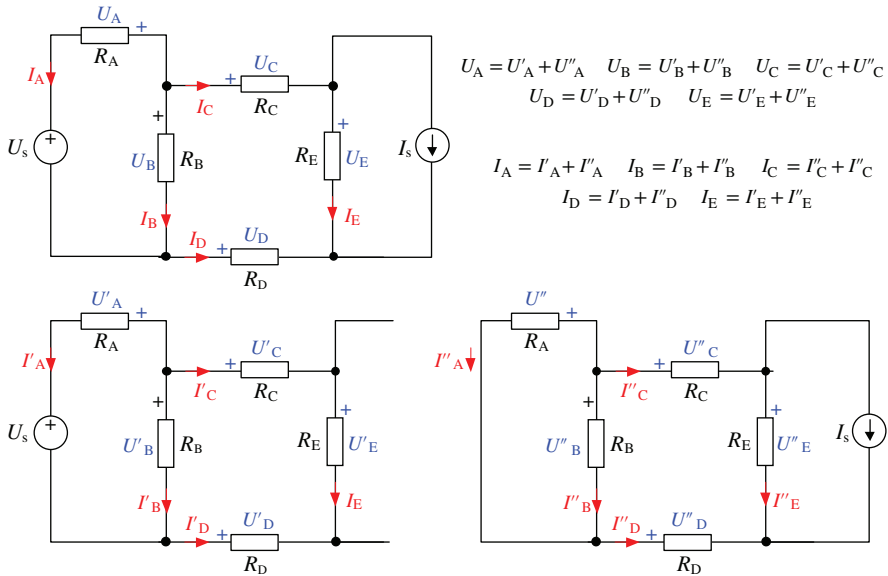 U_A
+
I_A
R_A
U_C
+
I_C
R_C
+
+
U_s
+
U_B
R_B
R_E
U_E
I_s
I_B
I_E
I_D
+
U_D
R_D
U_A = U'_A + U''_A U_B = U'_B + U''_B U_C = U'_C + U''_C
U_D = U'_D + U''_D U_E = U'_E + U''_E
I_A = I'_A + I''_A I_B = I'_B + I''_B I_C = I''_C + I''_C
I_D = I'_D + I''_D I_E = I'_E + I''_E
U'_A
+
I'_A
R_A
U'_C
+
I'_C
R_C
+
+
U_s
+
U'_B
R_B
R_E
U'_E
I'_B
I_E
I'_D
+
U'_D
R_D
U''
+
I''_A
R_A
U''_C
+
I''_C
R_C
+
+
U''_B
R_B
R_E
U''_E
I_s
I''_B
I''_E
I''_D
+
U''_D
R_D